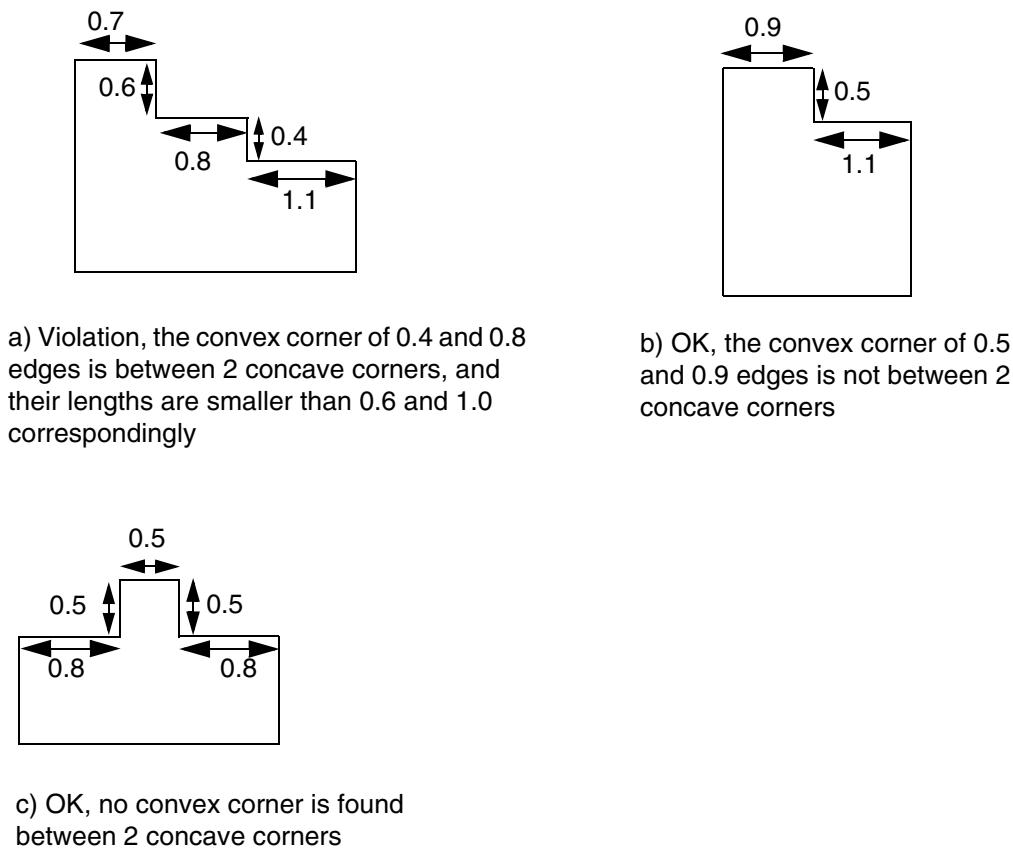 0.7
0.6
0.8
0.4
1.1
0.9
0.5
1.1
a) Violation, the convex corner of 0.4 and 0.8
edges is between 2 concave corners, and
their lengths are smaller than 0.6 and 1.0
correspondingly
b) OK, the convex corner of 0.5
and 0.9 edges is not between 2
concave corners
0.5
0.5
0.5
0.8
0.8
c) OK, no convex corner is found
between 2 concave corners